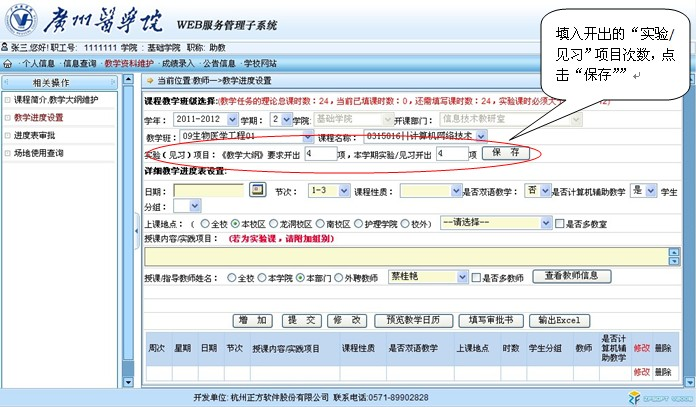 廣州醫學院 WEB服务管理子系统
填入开出的“实验/
见习”项目次数，点
击“保存””
张三,您好! 职工号: 1111111 学院：基础学院 职称: 助教
个人信息 信息查询 教学资料维护 成绩录入 公告信息 学校网站
相关操作
课程简介.教学大纲维护
教学进度设置
进度表审批
场地使用查询
当前位置:教师-->教学进度设置
课程教学班级选择:(教学任务的理论总课时数：24，当前已填课时数：0，还需填写课时数：24，实验课时必须大
学年： 2011-2012 学期： 2 学院: 基础学院 开课部门： 信息技术教研室
教学班： 09生物医学工程01 课程名称： 0315816||计算机网络技术
实验(见习)项目：《教学大纲》要求开出 4 项，本学期实验/见习开出 4 项 保 存
详细教学进度表设置:
日期： 节次： 1-3 课程性质： 是否双语教学： 否 是否计算机辅助教学 是 学生
分组：
上课地点：( 全校 本校区 龙洞校区 南校区 护理学院 校外) --请选择-- 是否多教室
授课内容/实践项目：(若为实验课，请附加组别)
授课/指导教师姓名： 全校 本学院 本部门 外聘教师 蔡桂艳 是否多教师 查看教师信息
增 加 提 交 修 改 预览教学日历 填写审批书 输出Excel
周次 星期 日期 节次 授课内容/实践项目 课程性质 是否双语教学 上课地点 时数 学生分组 教师 是否计算机辅助教学 修改 删除
修改 删除
开发单位: 杭州正方软件股份有限公司 联系电话:0571-89902828